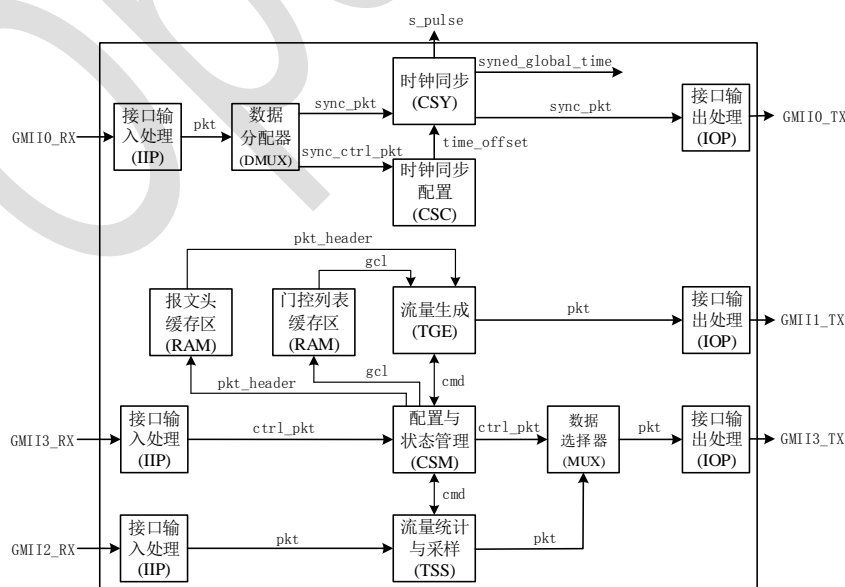 s_pulse
syned_global_time
时钟同步
(CSY)
接口输
入处理
(IIP)
数据
分配器
(DMUX)
接口输
出处理
(IOP)
GMII0_RX
pkt
sync_pkt
sync_pkt
GMII0_TX
sync_ctrl_pkt
time_offset
时钟同步
配置
(CSC)
pkt_header
gcl
报文头
缓存区
(RAM)
门控列表
缓存区
(RAM)
流量生成
(TGE)
pkt
接口输
出处理
(IOP)
GMII1_TX
pkt_header
gcl
cmd
GMII3_RX
接口输
入处理
(IIP)
ctrl_pkt
配置与
状态管理
(CSM)
ctrl_pkt
数据
选择器
(MUX)
pkt
接口输
出处理
(IOP)
GMII3_TX
cmd
GMII2_RX
接口输
入处理
(IIP)
pkt
流量统计
与采样
(TSS)
pkt